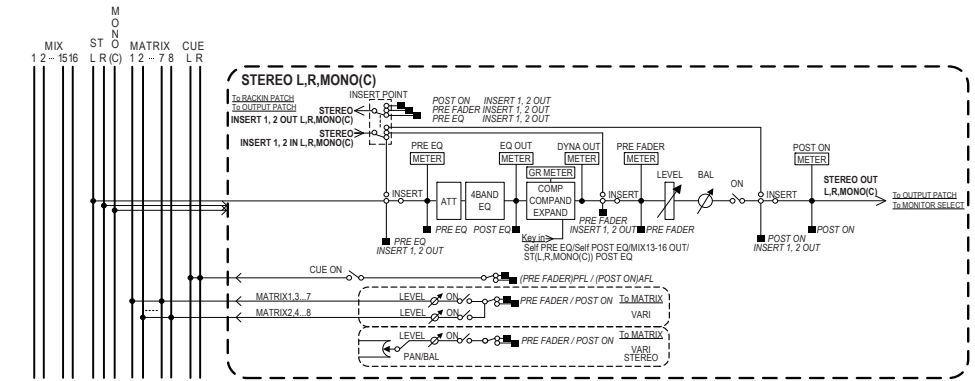 M
O
N
O
MIX ST MATRIX CUE
1 2 ··· 1516 L R (C) 1 2 ··· 7 8 L R
STEREO L,R,MONO(C)
To RACKIN PATCH
To OUTPUT PATCH
INSERT POINT
STEREO
INSERT 1, 2 OUT L,R,MONO(C)
STEREO
INSERT 1, 2 IN L,R,MONO(C)
POST ON INSERT 1, 2 OUT
PRE FADER INSERT 1, 2 OUT
PRE EQ INSERT 1, 2 OUT
PRE EQ
METER
EQ OUT
METER
DYNA OUT
METER
GR METER
PRE FADER
METER
POST ON
METER
INSERT
ATT
4BAND
EQ
COMP
COMPAND
EXPAND
INSERT
LEVEL
BAL
ON
INSERT
STEREO OUT
L,R,MONO(C)
To OUTPUT PATCH
To MONITOR SELECT
PRE EQ
INSERT 1, 2 OUT
PRE EQ
POST EQ
PRE FADER
INSERT 1, 2 OUT
PRE FADER
POST ON
INSERT 1, 2 OUT
POST ON
Key in
Self PRE EQ/Self POST EQ/MIX13-16 OUT/
ST(L,R,MONO(C)) POST EQ
CUE ON
(PRE FADER)PFL / (POST ON)AFL
MATRIX1,3...7
LEVEL ON
PRE FADER / POST ON
To MATRIX
MATRIX2,4...8
LEVEL ON
VARI
LEVEL ON
PRE FADER / POST ON
To MATRIX
PAN/BAL
VARI
STEREO